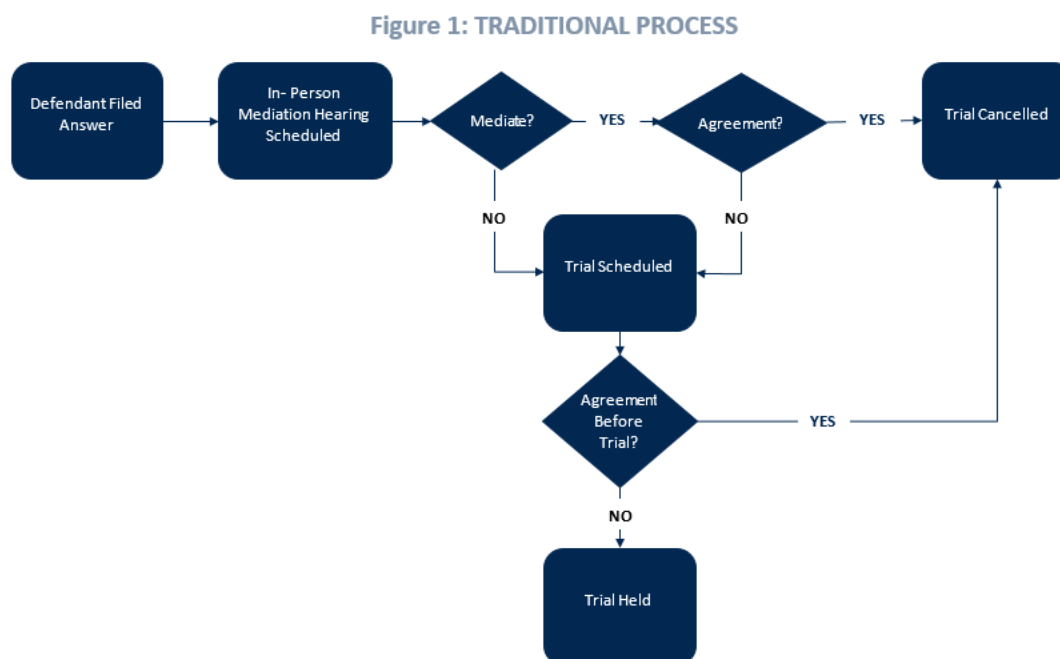 Figure 1: TRADITIONAL PROCESS
Defendant Filed
Answer
In- Person
Mediation Hearing
Scheduled
Mediate?
YES
Agreement?
YES
Trial Cancelled
NO
NO
Trial Scheduled
Agreement
Before
Trial?
YES
NO
Trial Held